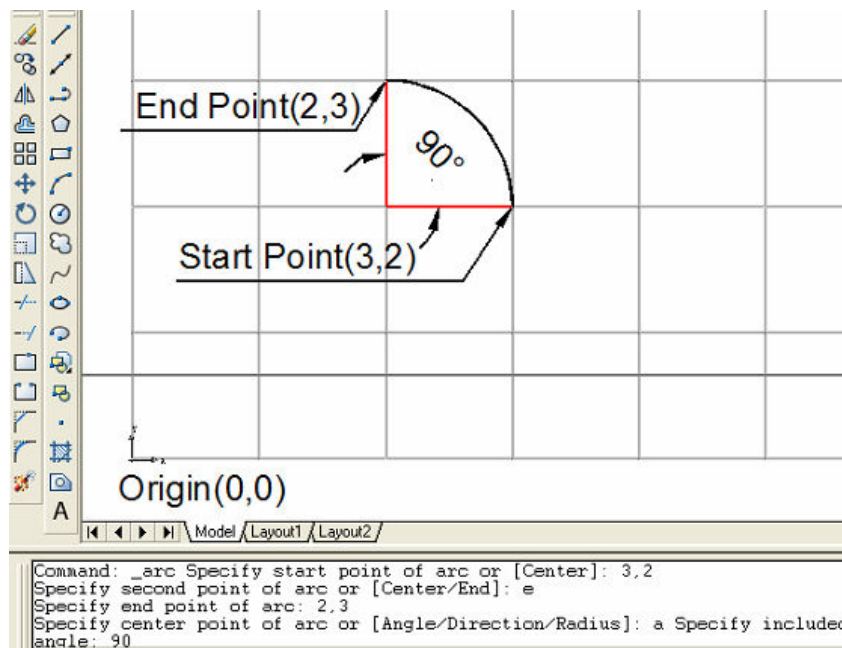 End Point(2,3)
90°
Start Point(3,2)
Origin(0,0)
A
Model Layout1 Layout2
Command: _arc Specify start point of arc or [Center]: 3,2
Specify second point of arc or [Center/End]: e
Specify end point of arc: 2,3
Specify center point of arc or [Angle/Direction/Radius]: a Specify included
angle: 90